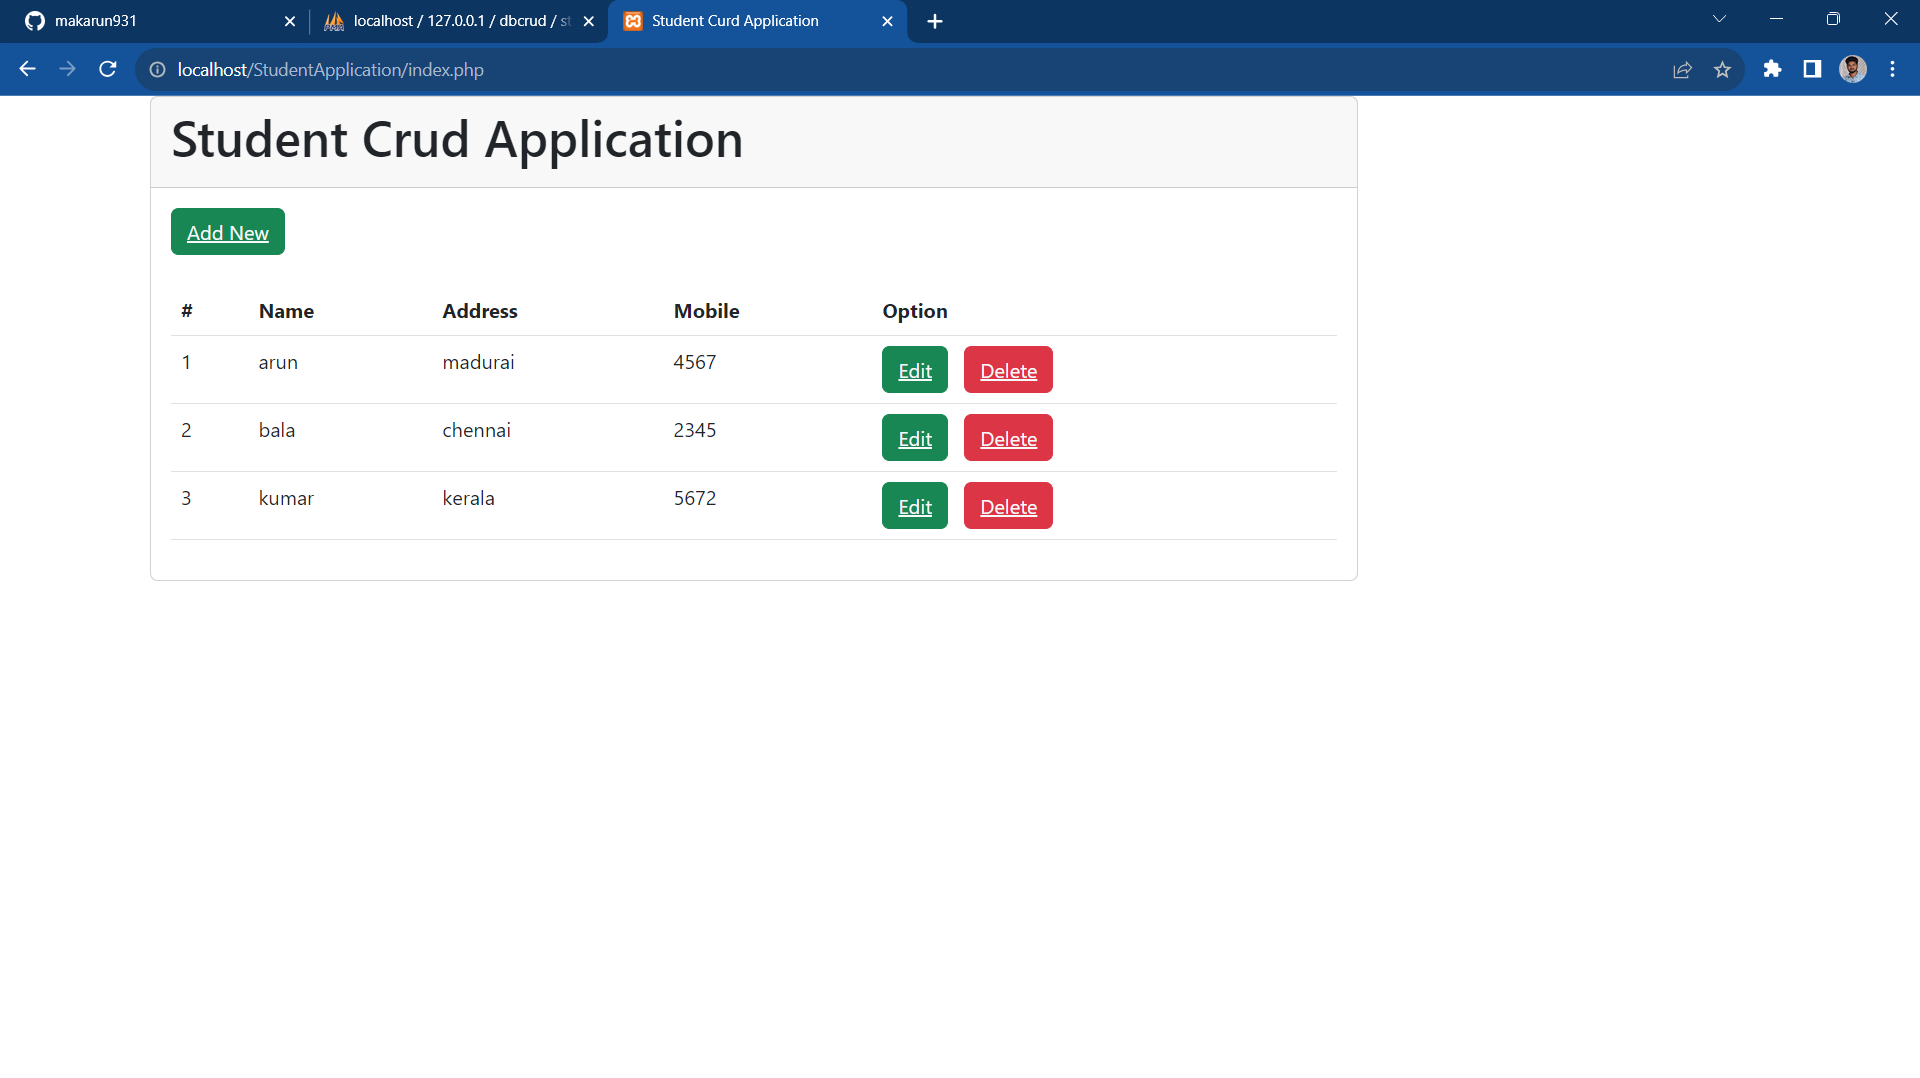 makarun931
localhost / 127.0.0.1 / dbcrud / st
Student Curd Application
localhost/StudentApplication/index.php
Student Crud Application
Add New
# Name Address Mobile Option
1 arun madurai 4567 Edit Delete
2 bala chennai 2345 Edit Delete
3 kumar kerala 5672 Edit Delete